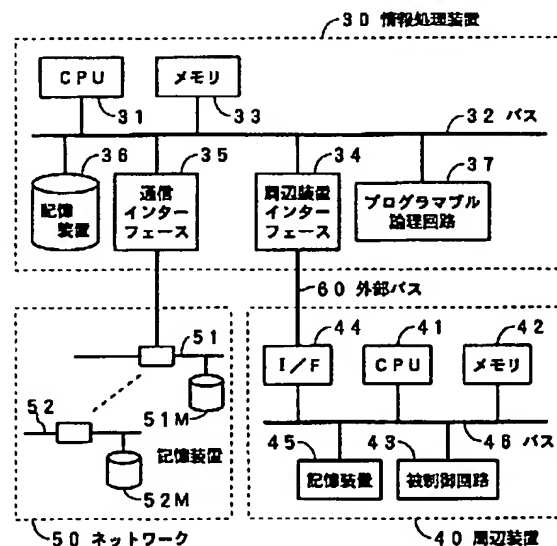 30 情報処理装置
CPU
メモリ
31
33
32 バス
36
35
34
37
記憶
装置
通信
インター
フェース
周辺装置
インター
フェース
プログラマブル
論理回路
60 外部バス
51
44
41
42
I/F
CPU
メモリ
52
51M
記憶装置
45
43
46 バス
52M
記憶装置
被制御回路
50 ネットワーク
40 周辺装置